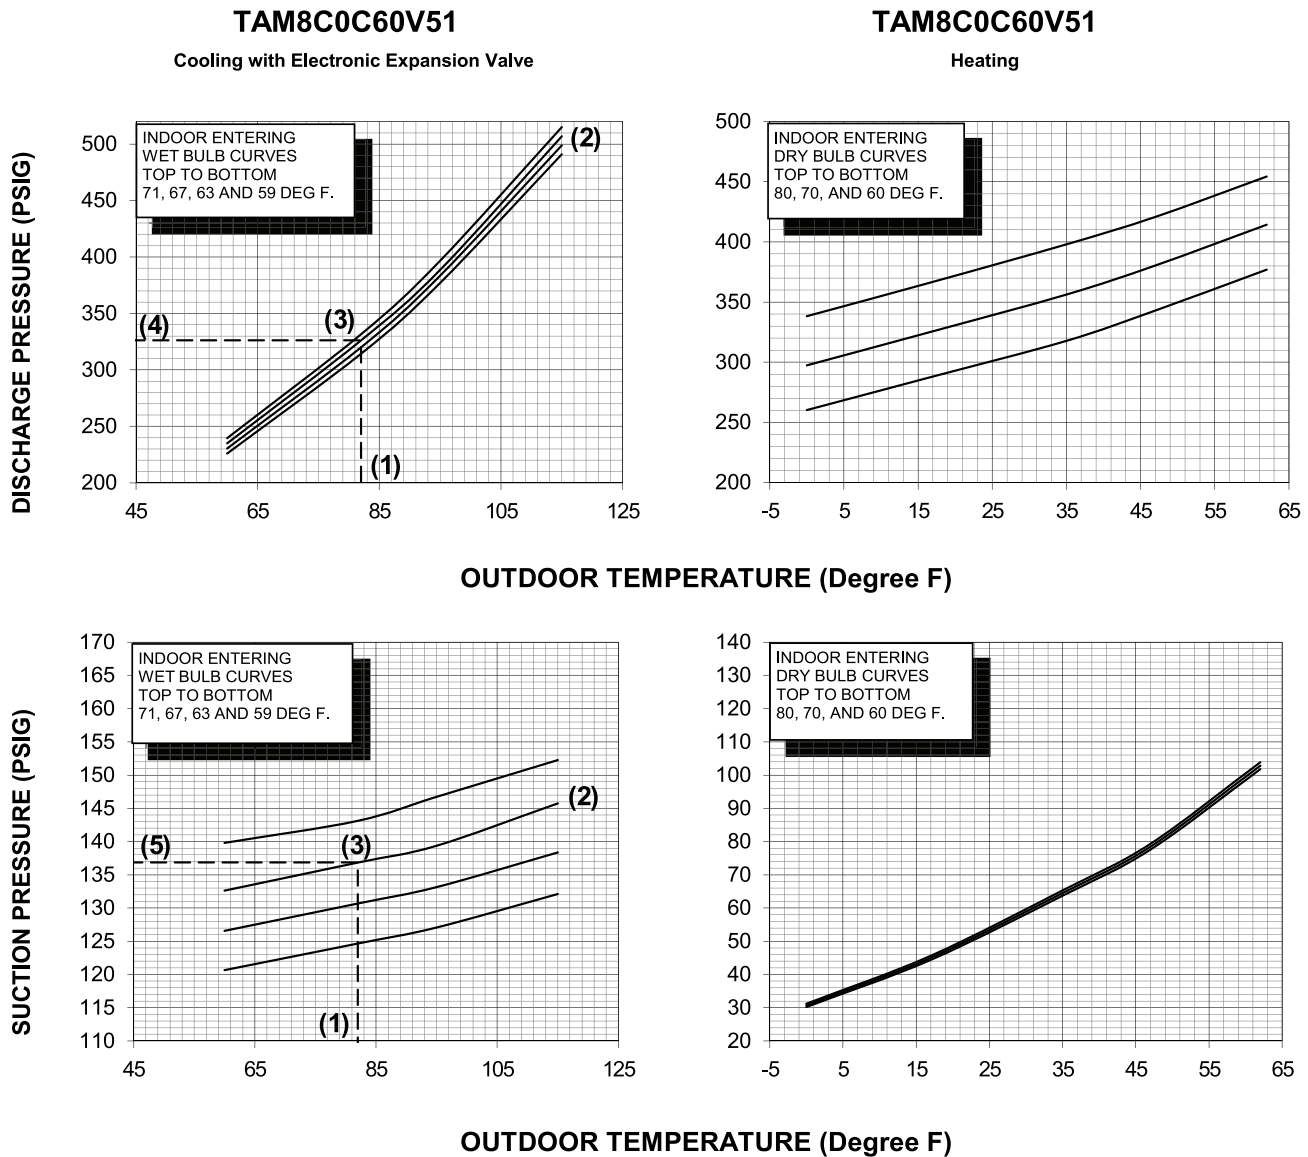 TAM8C0C60V51
Cooling with Electronic Expansion Valve
TAM8C0C60V51
Heating
DISCHARGE PRESSURE (PSIG)
INDOOR ENTERING
WET BULB CURVES
TOP TO BOTTOM
71, 67, 63 AND 59 DEG F.
500
450
400
350
300
250
200
(2)
(3)
(4)
(1)
45 65 85 105 125
INDOOR ENTERING
DRY BULB CURVES
TOP TO BOTTOM
80, 70, AND 60 DEG F.
500
450
400
350
300
250
200
-5 5 15 25 35 45 55 65
OUTDOOR TEMPERATURE (Degree F)
SUCTION PRESSURE (PSIG)
INDOOR ENTERING
WET BULB CURVES
TOP TO BOTTOM
71, 67, 63 AND 59 DEG F.
170
165
160
155
150
145
140
135
130
125
120
115
110
(2)
(5)
(3)
(1)
45 65 85 105 125
INDOOR ENTERING
DRY BULB CURVES
TOP TO BOTTOM
80, 70, AND 60 DEG F.
140
130
120
110
100
90
80
70
60
50
40
30
20
-5 5 15 25 35 45 55 65
OUTDOOR TEMPERATURE (Degree F)